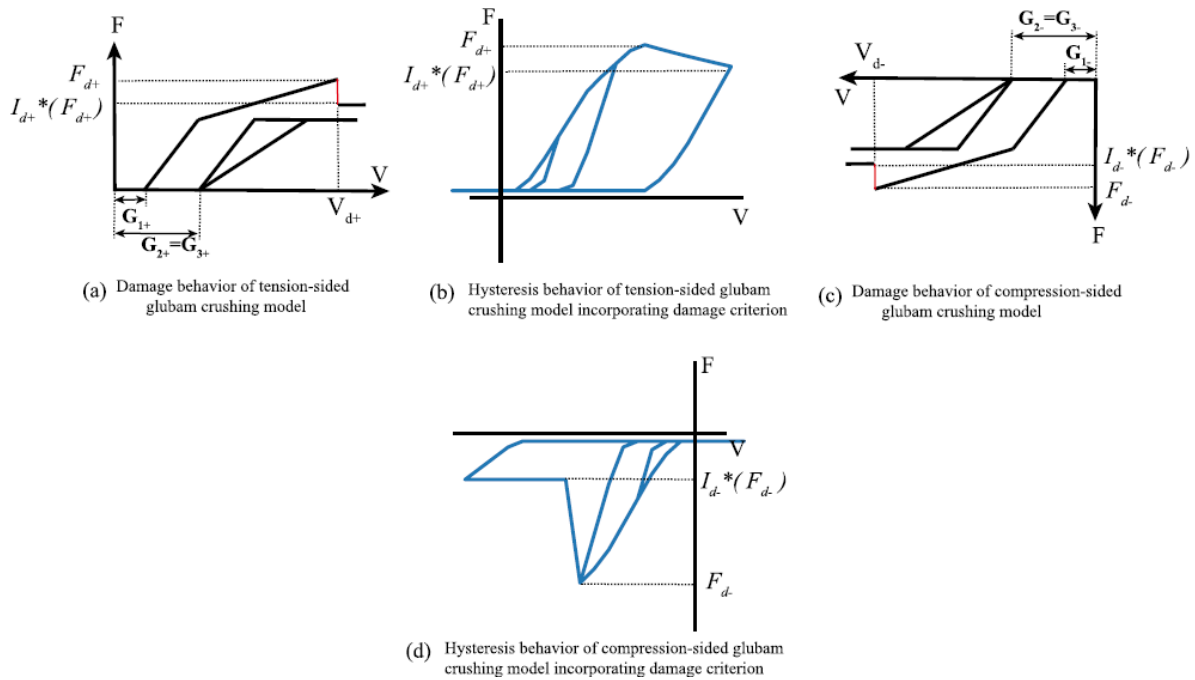 F
F_{d+}
I_{d+}*(F_{d+})
V
V_{d+}
G_{1+}
G_{2+}=G_{3+}
(a) Damage behavior of tension-sided
glubam crushing model
F
F_{d+}
I_{d+}*(F_{d+})
V
(b) Hysteresis behavior of tension-sided glubam
crushing model incorporating damage criterion
G_{2-}=G_{3-}
G_{1-}
V_{d-}
V
I_{d-}*(F_{d-})
F_{d-}
F
(c) Damage behavior of compression-sided
glubam crushing model
F
V
I_{d-}*(F_{d-})
F_{d-}
(d) Hysteresis behavior of compression-sided glubam
crushing model incorporating damage criterion